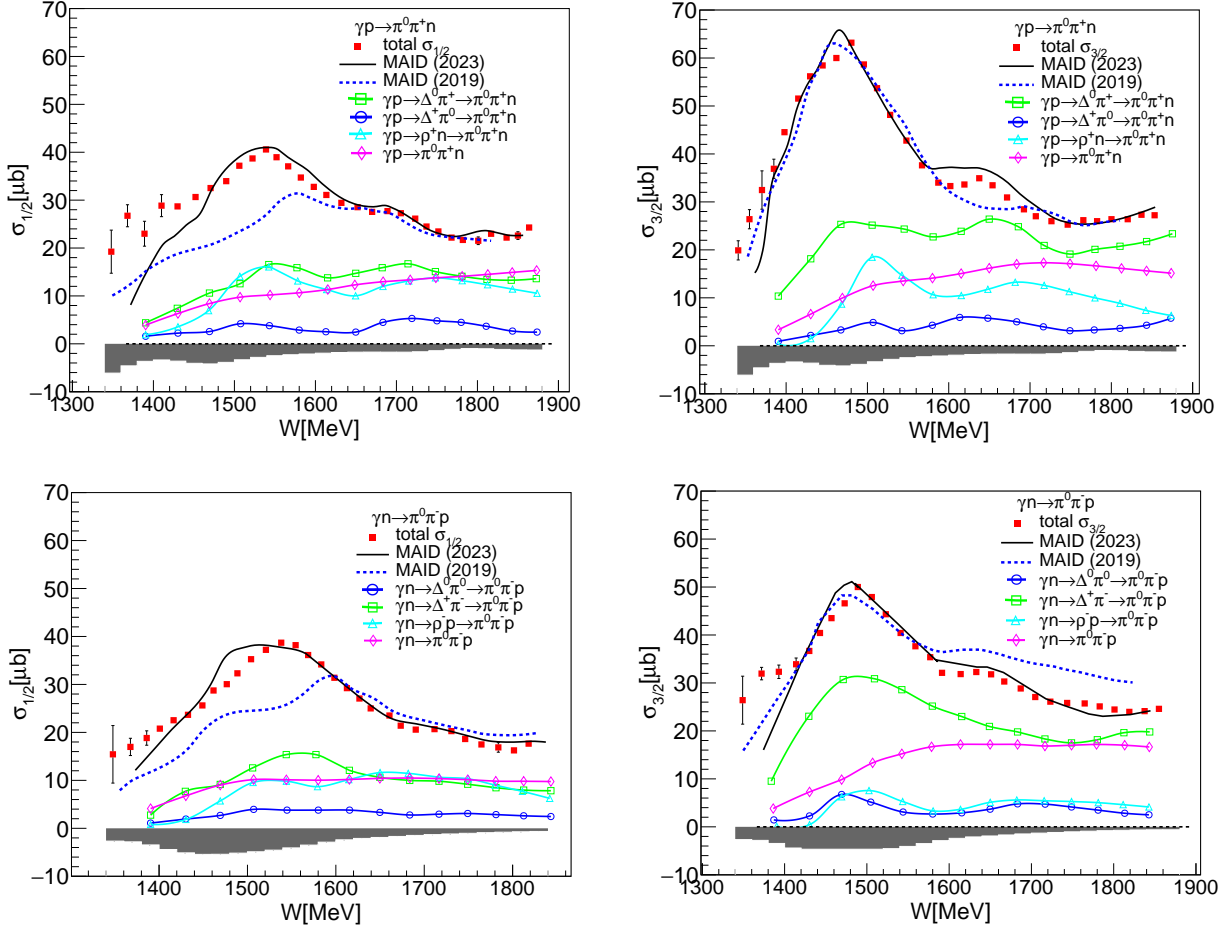 γp→π⁰π⁺n
total σ1/2
MAID (2023)
MAID (2019)
γp→Δ⁰π⁺→π⁰π⁺n
γp→Δ⁺π⁰→π⁰π⁺n
γp→ρ⁺n→π⁰π⁺n
γp→π⁰π⁺n
σ1/2[μb]
70
60
50
40
30
20
10
0
−10
1300 1400 1500 1600 1700 1800 1900
W[MeV]
γp→π⁰π⁺n
total σ3/2
MAID (2023)
MAID (2019)
γp→Δ⁰π⁺→π⁰π⁺n
γp→Δ⁺π⁰→π⁰π⁺n
γp→ρ⁺n→π⁰π⁺n
γp→π⁰π⁺n
σ3/2[μb]
70
60
50
40
30
20
10
0
−10
1300 1400 1500 1600 1700 1800 1900
W[MeV]
γn→π⁰π⁻p
total σ1/2
MAID (2023)
MAID (2019)
γn→Δ⁰π⁰→π⁰π⁻p
γn→Δ⁺π⁻→π⁰π⁻p
γn→ρ⁻p→π⁰π⁻p
γn→π⁰π⁻p
σ1/2[μb]
70
60
50
40
30
20
10
0
−10
1400 1500 1600 1700 1800
W[MeV]
γn→π⁰π⁻p
total σ3/2
MAID (2023)
MAID (2019)
γn→Δ⁰π⁰→π⁰π⁻p
γn→Δ⁺π⁻→π⁰π⁻p
γn→ρ⁻p→π⁰π⁻p
γn→π⁰π⁻p
σ3/2[μb]
70
60
50
40
30
20
10
0
−10
1300 1400 1500 1600 1700 1800 1900
W[MeV]